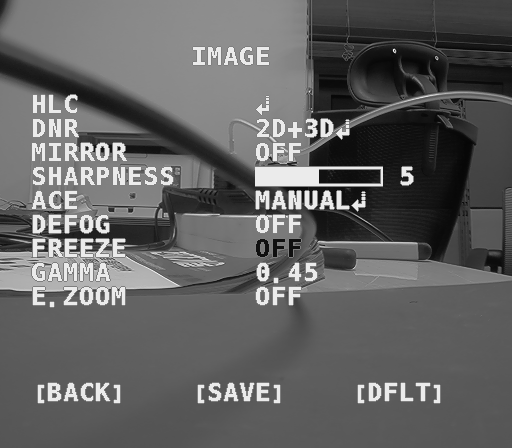 IMAGE
HLC ↲
DNR 2D+3D↲
MIRROR OFF
SHARPNESS 5
ACE MANUAL↲
DEFOG OFF
FREEZE OFF
GAMMA 0.45
E.ZOOM OFF
[BACK] [SAVE] [DFLT]